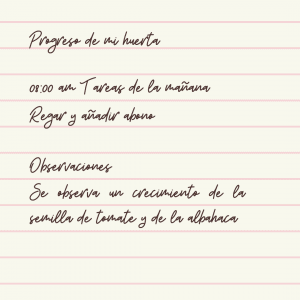 Progreso de mi huerta
08:00 am Tareas de la mañana
Regar y añadir abono
Observaciones
Se observa un crecimiento de la
semilla de tomate y de la albahaca